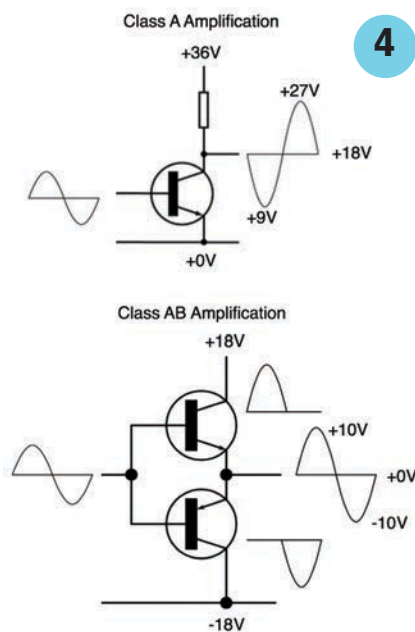 Class A Amplification
4
+36V
+27V
+18V
+9V
+0V
Class AB Amplification
+18V
+10V
+0V
-10V
-18V